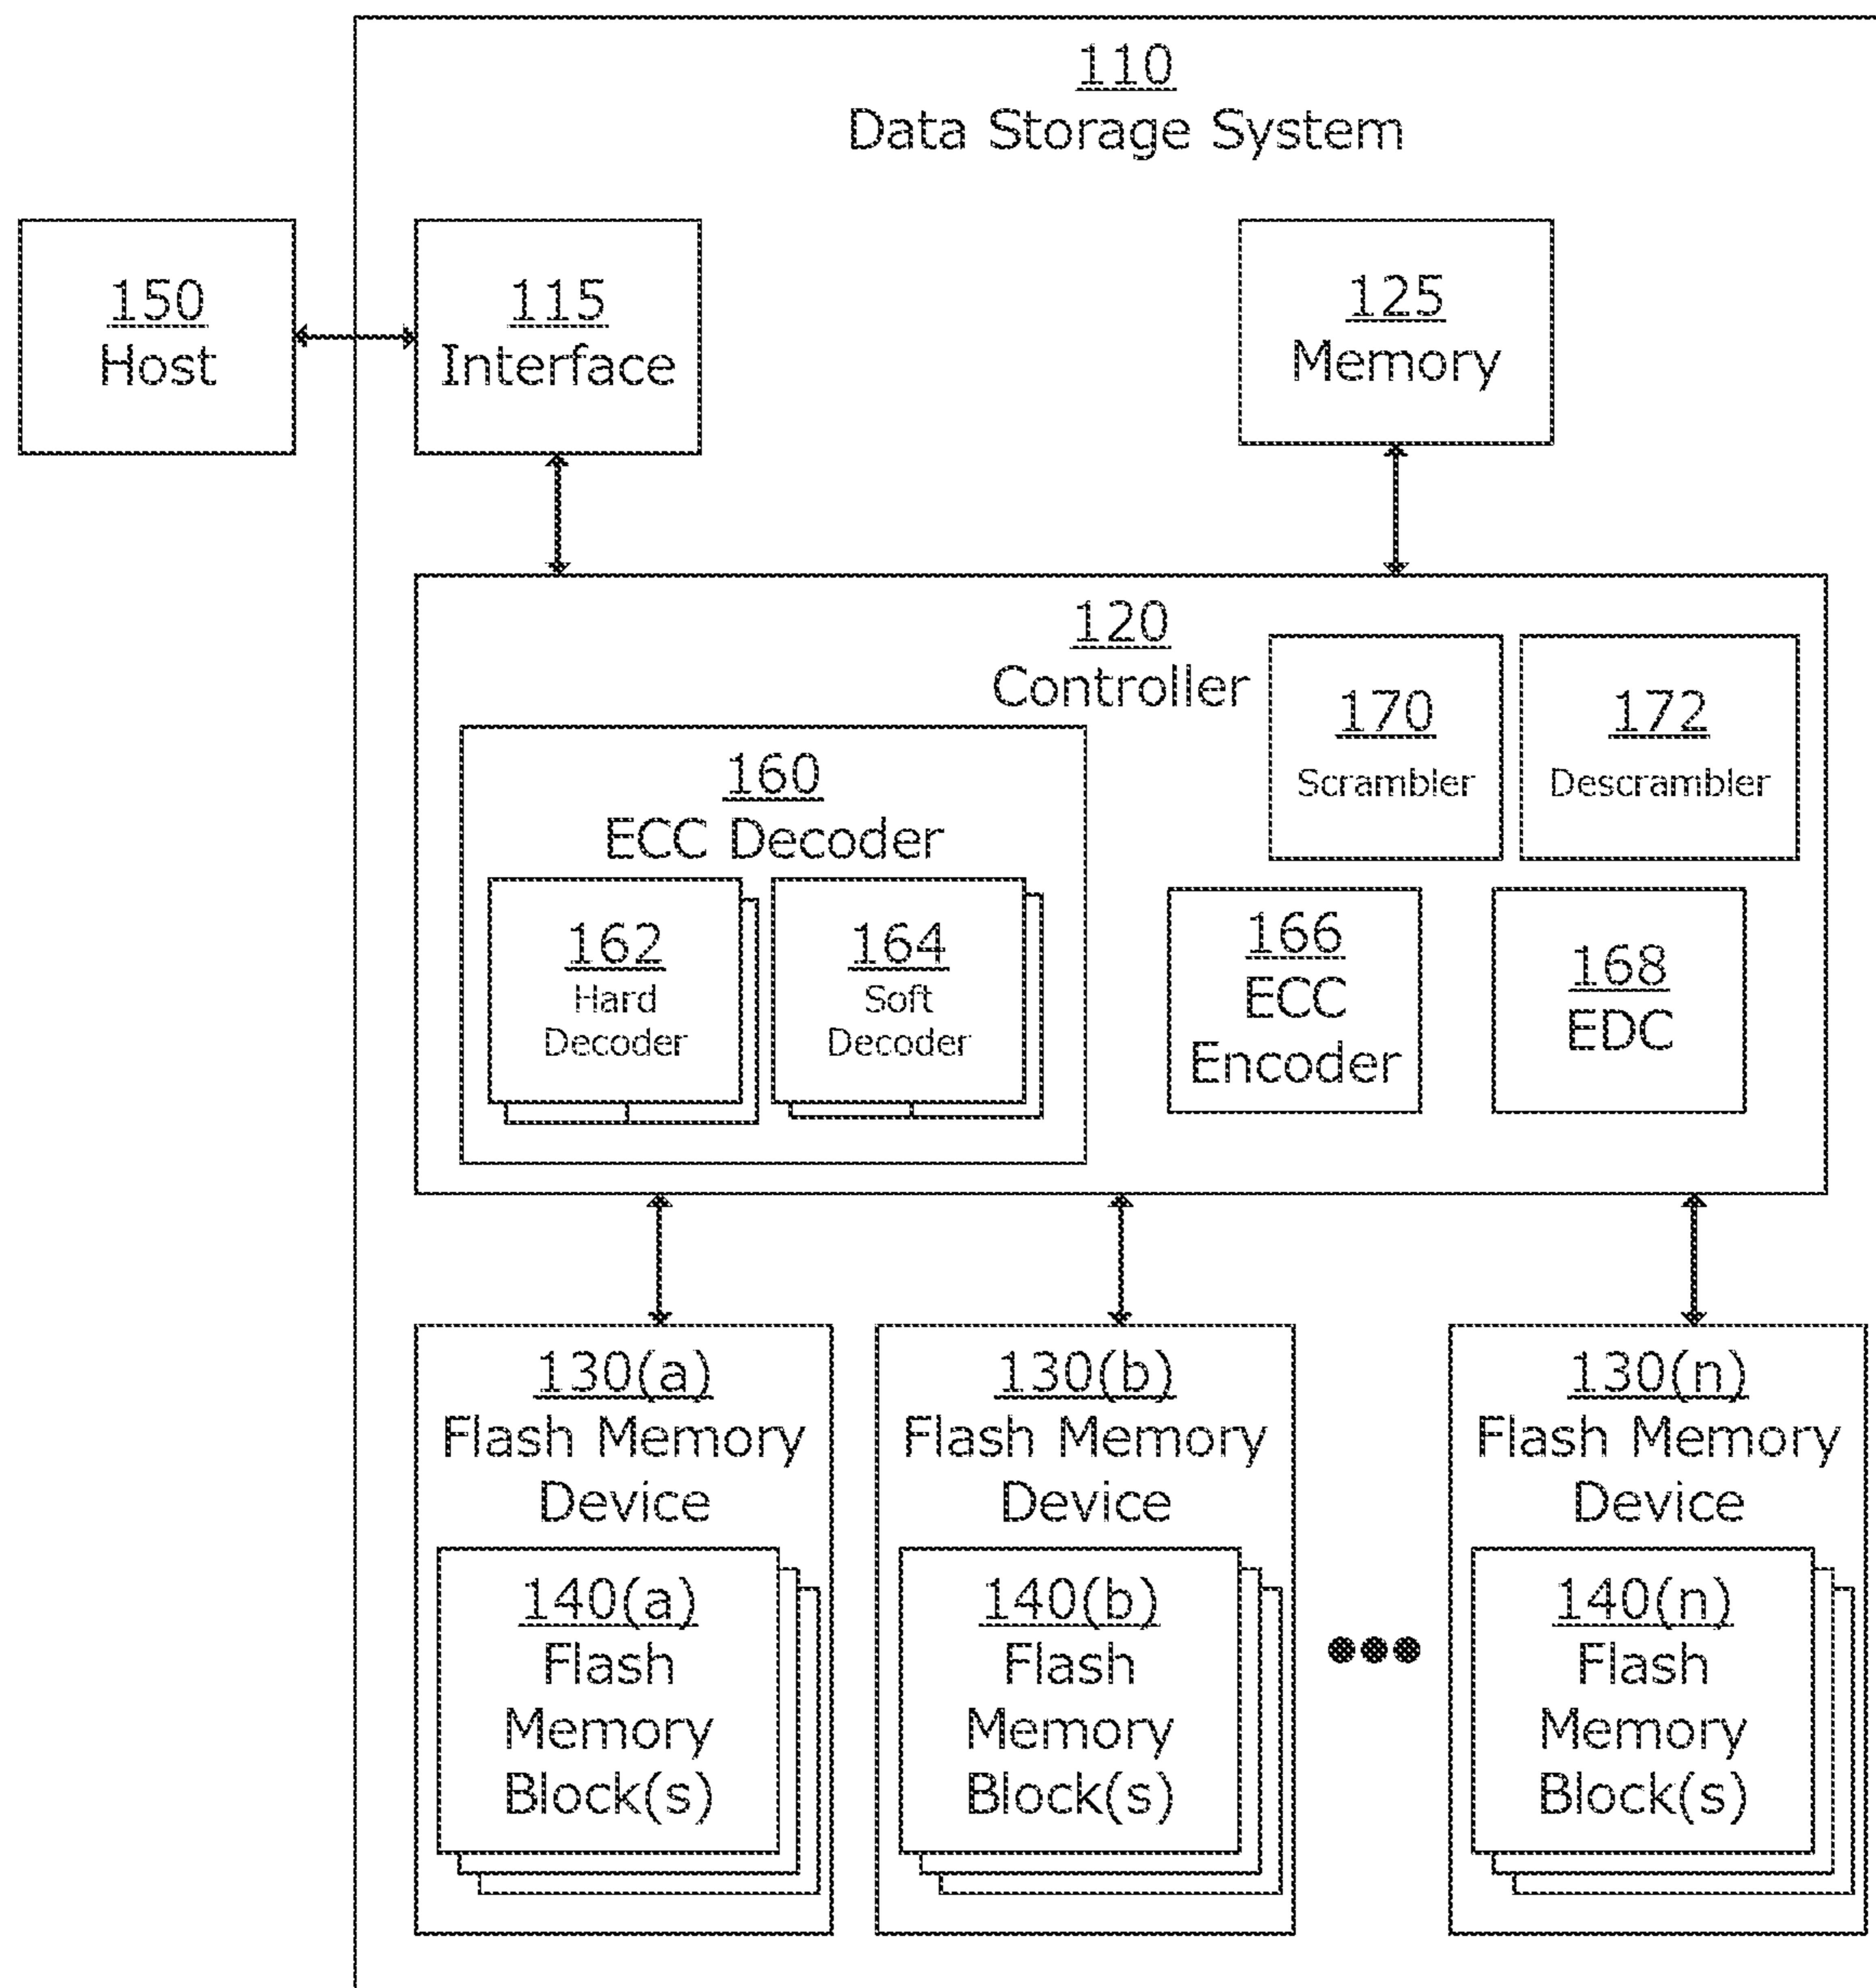 110
Data Storage System
150
Host
115
Interface
125
Memory
120
Controller
170
Scrambler
172
Descrambler
160
ECC Decoder
162
Hard
Decoder
164
Soft
Decoder
166
ECC
Encoder
168
EDC
130(a)
Flash Memory
Device
140(a)
Flash
Memory
Block(s)
130(b)
Flash Memory
Device
140(b)
Flash
Memory
Block(s)
130(n)
Flash Memory
Device
140(n)
Flash
Memory
Block(s)